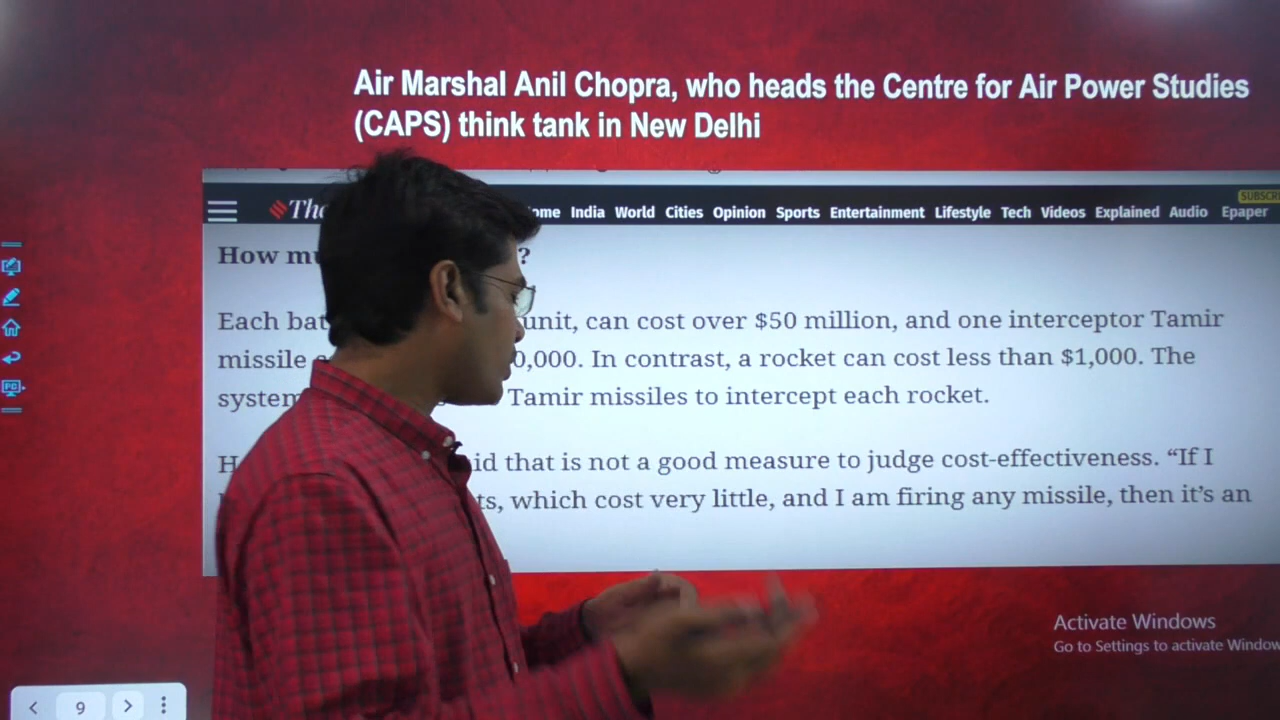 Air Marshal Anil Chopra, who heads the Centre for Air Power Studies
(CAPS) think tank in New Delhi
SUBSCR
The
ome India World Cities Opinion Sports Entertainment Lifestyle Tech Videos Explained Audio Epaper
How mu ?
Each bat unit, can cost over $50 million, and one interceptor Tamir
missile 0,000. In contrast, a rocket can cost less than $1,000. The
system Tamir missiles to intercept each rocket.
H id that is not a good measure to judge cost-effectiveness. “If I
ts, which cost very little, and I am firing any missile, then it’s an
Activate Windows
Go to Settings to activate Window
PC
9